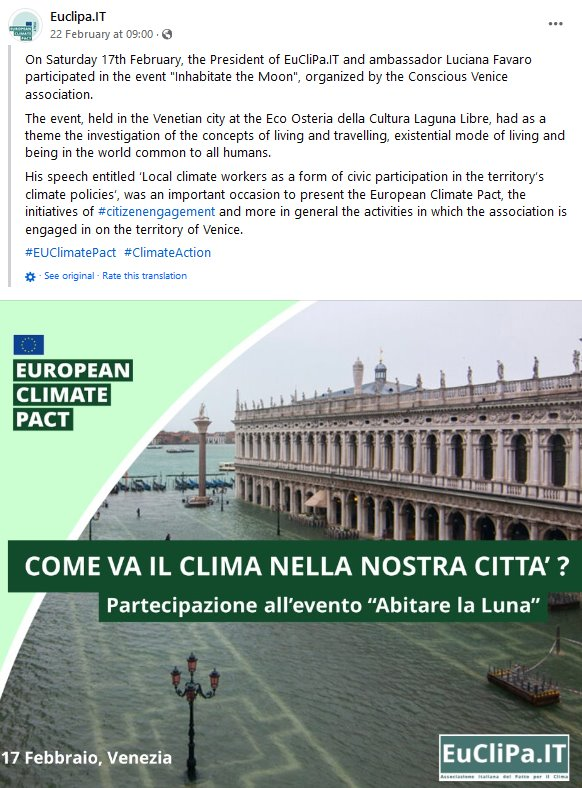 Euclipa.IT
22 February at 09:00 ·
On Saturday 17th February, the President of EuCliPa.IT and ambassador Luciana Favaro
participated in the event "Inhabitate the Moon", organized by the Conscious Venice
association.
The event, held in the Venetian city at the Eco Osteria della Cultura Laguna Libre, had as a
theme the investigation of the concepts of living and travelling, existential mode of living and
being in the world common to all humans.
His speech entitled 'Local climate workers as a form of civic participation in the territory's
climate policies', was an important occasion to present the European Climate Pact, the
initiatives of #citizenengagement and more in general the activities in which the association is
engaged in on the territory of Venice.
#EUClimatePact #ClimateAction
· See original · Rate this translation
EUROPEAN
CLIMATE
PACT
COME VA IL CLIMA NELLA NOSTRA CITTA’ ?
Partecipazione all’evento “Abitare la Luna”
17 Febbraio, Venezia
EuCliPa.IT
Associazione Italiana del Patto per il Clima